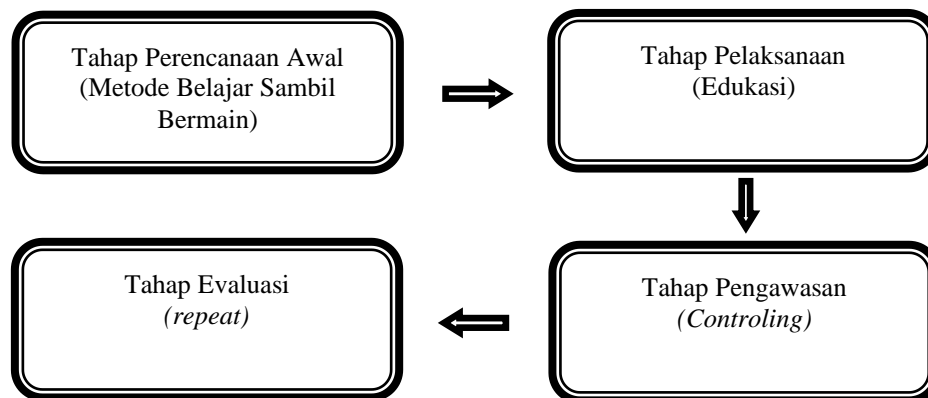 Tahap Perencanaan Awal
(Metode Belajar Sambil
Bermain)
Tahap Pelaksanaan
(Edukasi)
Tahap Pengawasan
(Controling)
Tahap Evaluasi
(repeat)